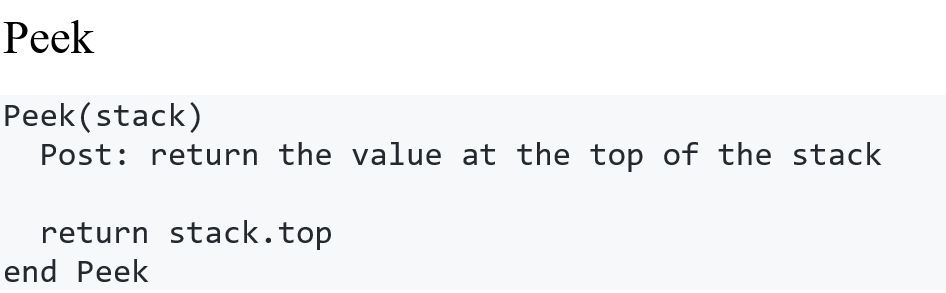 Peek
Peek(stack)
  Post: return the value at the top of the stack
  return stack.top
end Peek